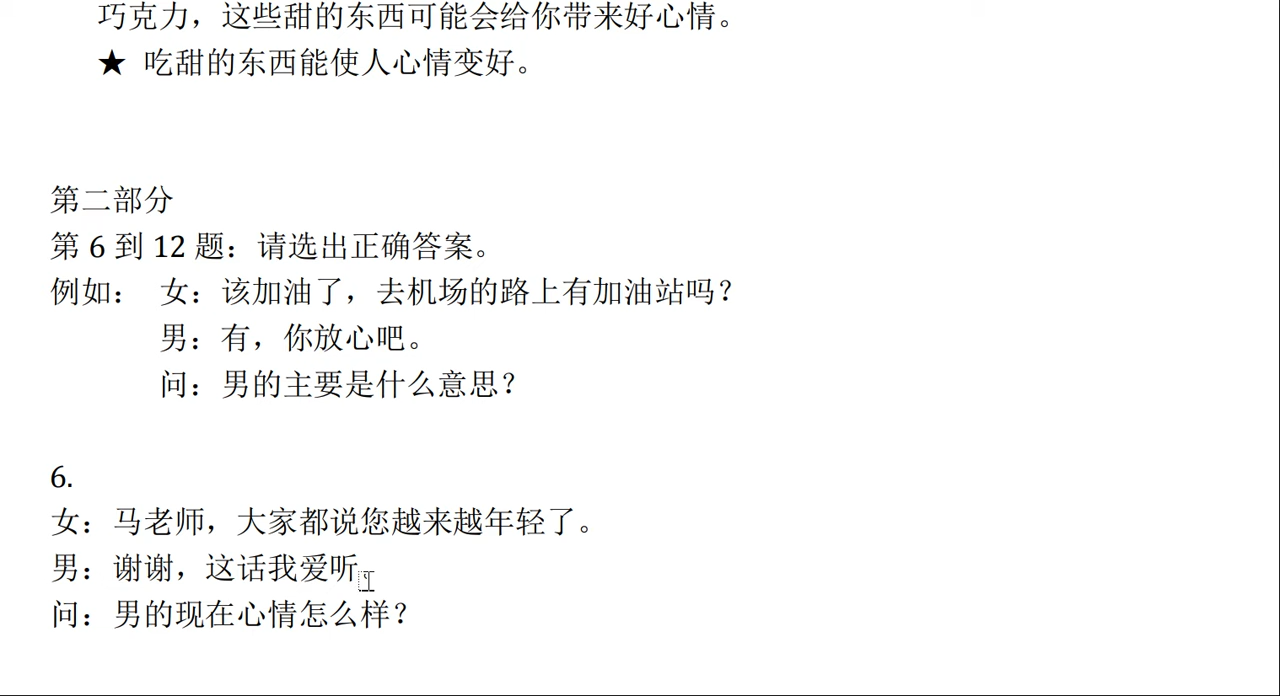 巧克力，这些甜的东西可能会给你带来好心情。
★ 吃甜的东西能使人心情变好。
第二部分
第 6 到 12 题：请选出正确答案。
例如： 女：该加油了，去机场的路上有加油站吗？
男：有，你放心吧。
问：男的主要是什么意思？
6.
女：马老师，大家都说您越来越年轻了。
男：谢谢，这话我爱听。
问：男的现在心情怎么样？